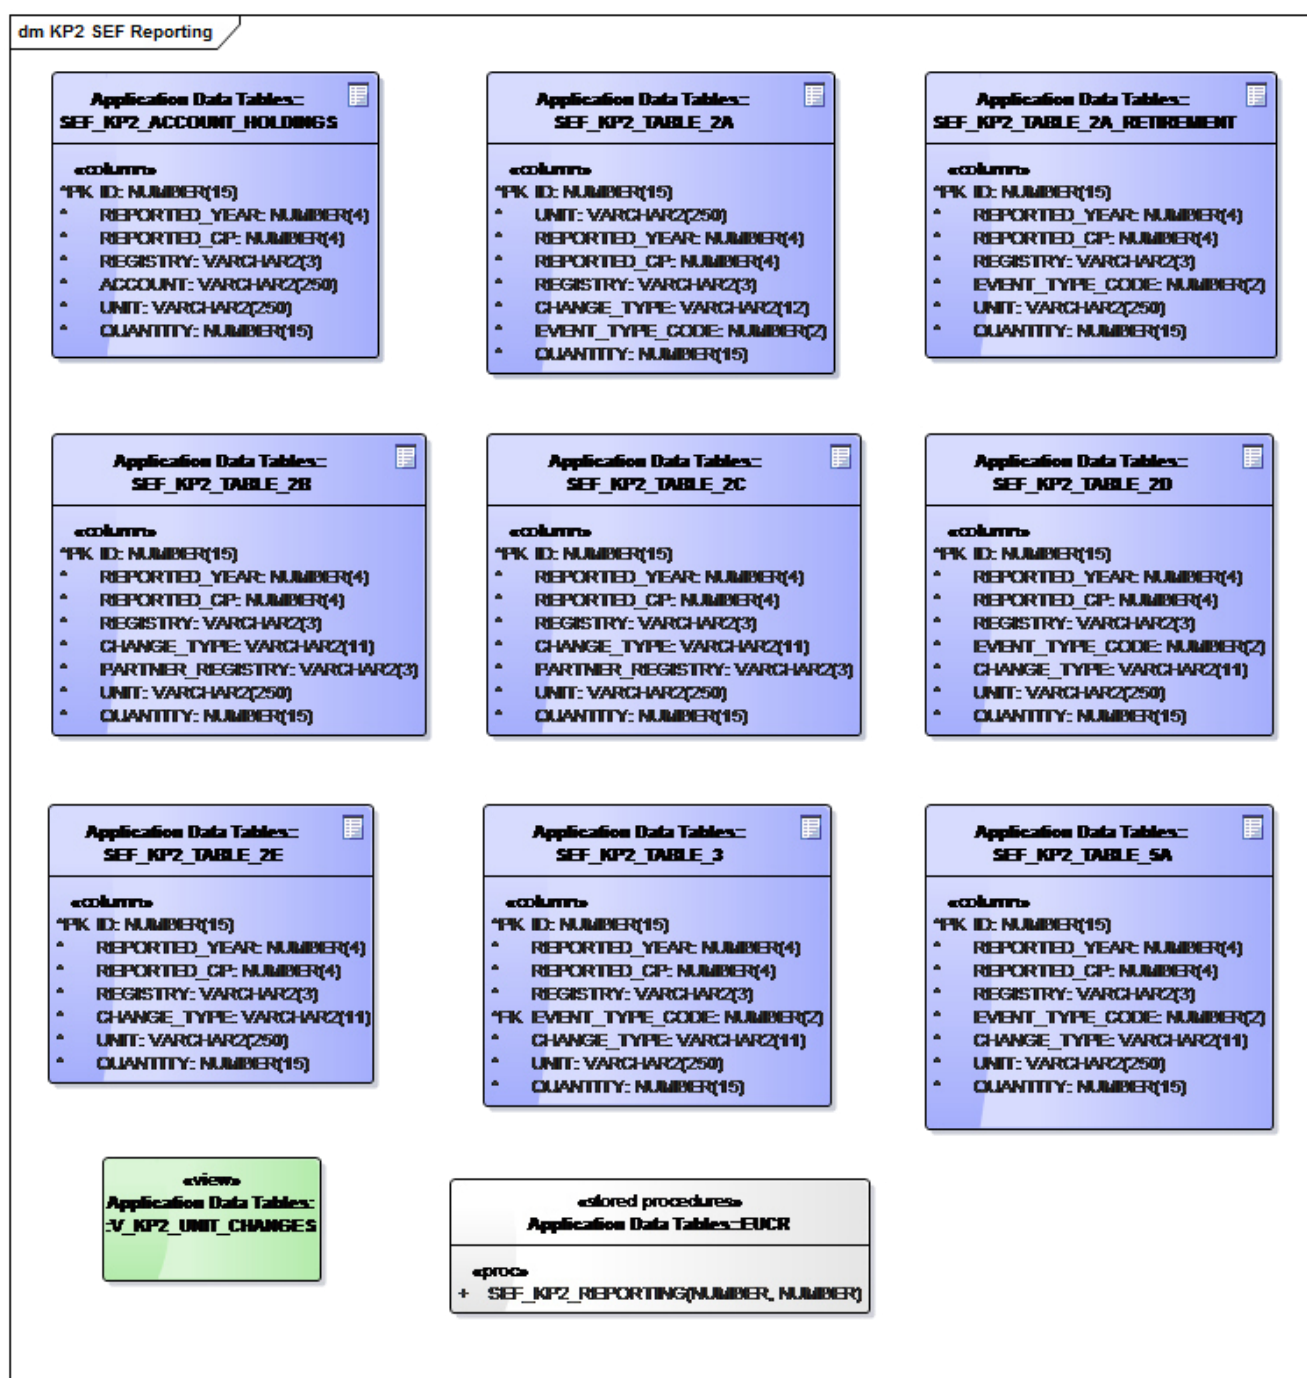 dm KP2 SEF Reporting
Application Data Tables::
SEF_KP2_ACCOUNT_HOLDINGS
«column»
*PK ID: NUMBER(15)
* REPORTED_YEAR: NUMBER(4)
* REPORTED_CP: NUMBER(4)
* REGISTRY: VARCHAR2(3)
* ACCOUNT: VARCHAR2(250)
* UNIT: VARCHAR2(250)
* QUANTITY: NUMBER(15)
Application Data Tables::
SEF_KP2_TABLE_2A
«column»
*PK ID: NUMBER(15)
* UNIT: VARCHAR2(250)
* REPORTED_YEAR: NUMBER(4)
* REPORTED_CP: NUMBER(4)
* REGISTRY: VARCHAR2(3)
* CHANGE_TYPE: VARCHAR2(12)
* EVENT_TYPE_CODE: NUMBER(2)
* QUANTITY: NUMBER(15)
Application Data Tables::
SEF_KP2_TABLE_2A_RETIREMENT
«column»
*PK ID: NUMBER(15)
* REPORTED_YEAR: NUMBER(4)
* REPORTED_CP: NUMBER(4)
* REGISTRY: VARCHAR2(3)
* EVENT_TYPE_CODE: NUMBER(2)
* UNIT: VARCHAR2(250)
* QUANTITY: NUMBER(15)
Application Data Tables::
SEF_KP2_TABLE_2B
«column»
*PK ID: NUMBER(15)
* REPORTED_YEAR: NUMBER(4)
* REPORTED_CP: NUMBER(4)
* REGISTRY: VARCHAR2(3)
* CHANGE_TYPE: VARCHAR2(11)
* PARTNER_REGISTRY: VARCHAR2(3)
* UNIT: VARCHAR2(250)
* QUANTITY: NUMBER(15)
Application Data Tables::
SEF_KP2_TABLE_2C
«column»
*PK ID: NUMBER(15)
* REPORTED_YEAR: NUMBER(4)
* REPORTED_CP: NUMBER(4)
* REGISTRY: VARCHAR2(3)
* CHANGE_TYPE: VARCHAR2(11)
* PARTNER_REGISTRY: VARCHAR2(3)
* UNIT: VARCHAR2(250)
* QUANTITY: NUMBER(15)
Application Data Tables::
SEF_KP2_TABLE_2D
«column»
*PK ID: NUMBER(15)
* REPORTED_YEAR: NUMBER(4)
* REPORTED_CP: NUMBER(4)
* REGISTRY: VARCHAR2(3)
* EVENT_TYPE_CODE: NUMBER(2)
* CHANGE_TYPE: VARCHAR2(11)
* UNIT: VARCHAR2(250)
* QUANTITY: NUMBER(15)
Application Data Tables::
SEF_KP2_TABLE_2E
«column»
*PK ID: NUMBER(15)
* REPORTED_YEAR: NUMBER(4)
* REPORTED_CP: NUMBER(4)
* REGISTRY: VARCHAR2(3)
* CHANGE_TYPE: VARCHAR2(11)
* UNIT: VARCHAR2(250)
* QUANTITY: NUMBER(15)
Application Data Tables::
SEF_KP2_TABLE_3
«column»
*PK ID: NUMBER(15)
* REPORTED_YEAR: NUMBER(4)
* REPORTED_CP: NUMBER(4)
* REGISTRY: VARCHAR2(3)
*FK EVENT_TYPE_CODE: NUMBER(2)
* CHANGE_TYPE: VARCHAR2(11)
* UNIT: VARCHAR2(250)
* QUANTITY: NUMBER(15)
Application Data Tables::
SEF_KP2_TABLE_5A
«column»
*PK ID: NUMBER(15)
* REPORTED_YEAR: NUMBER(4)
* REPORTED_CP: NUMBER(4)
* REGISTRY: VARCHAR2(3)
* EVENT_TYPE_CODE: NUMBER(2)
* CHANGE_TYPE: VARCHAR2(11)
* UNIT: VARCHAR2(250)
* QUANTITY: NUMBER(15)
«view»
Application Data Tables:
:V_KP2_UNIT_CHANGES
«stored procedures»
Application Data Tables::EUCR
«proc»
+ SEF_KP2_REPORTING(NUMBER, NUMBER)